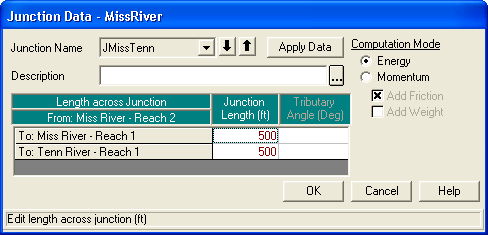 Junction Data - MissRiver
Junction Name JMissTenn Apply Data
Description ...
Computation Mode
Energy
Momentum
Add Friction
Add Weight
Length across Junction Junction Tributary
From: Miss River - Reach 2 Length (ft) Angle (Deg)
To: Miss River - Reach 1 500
To: Tenn River - Reach 1 500
OK Cancel Help
Edit length across junction (ft)